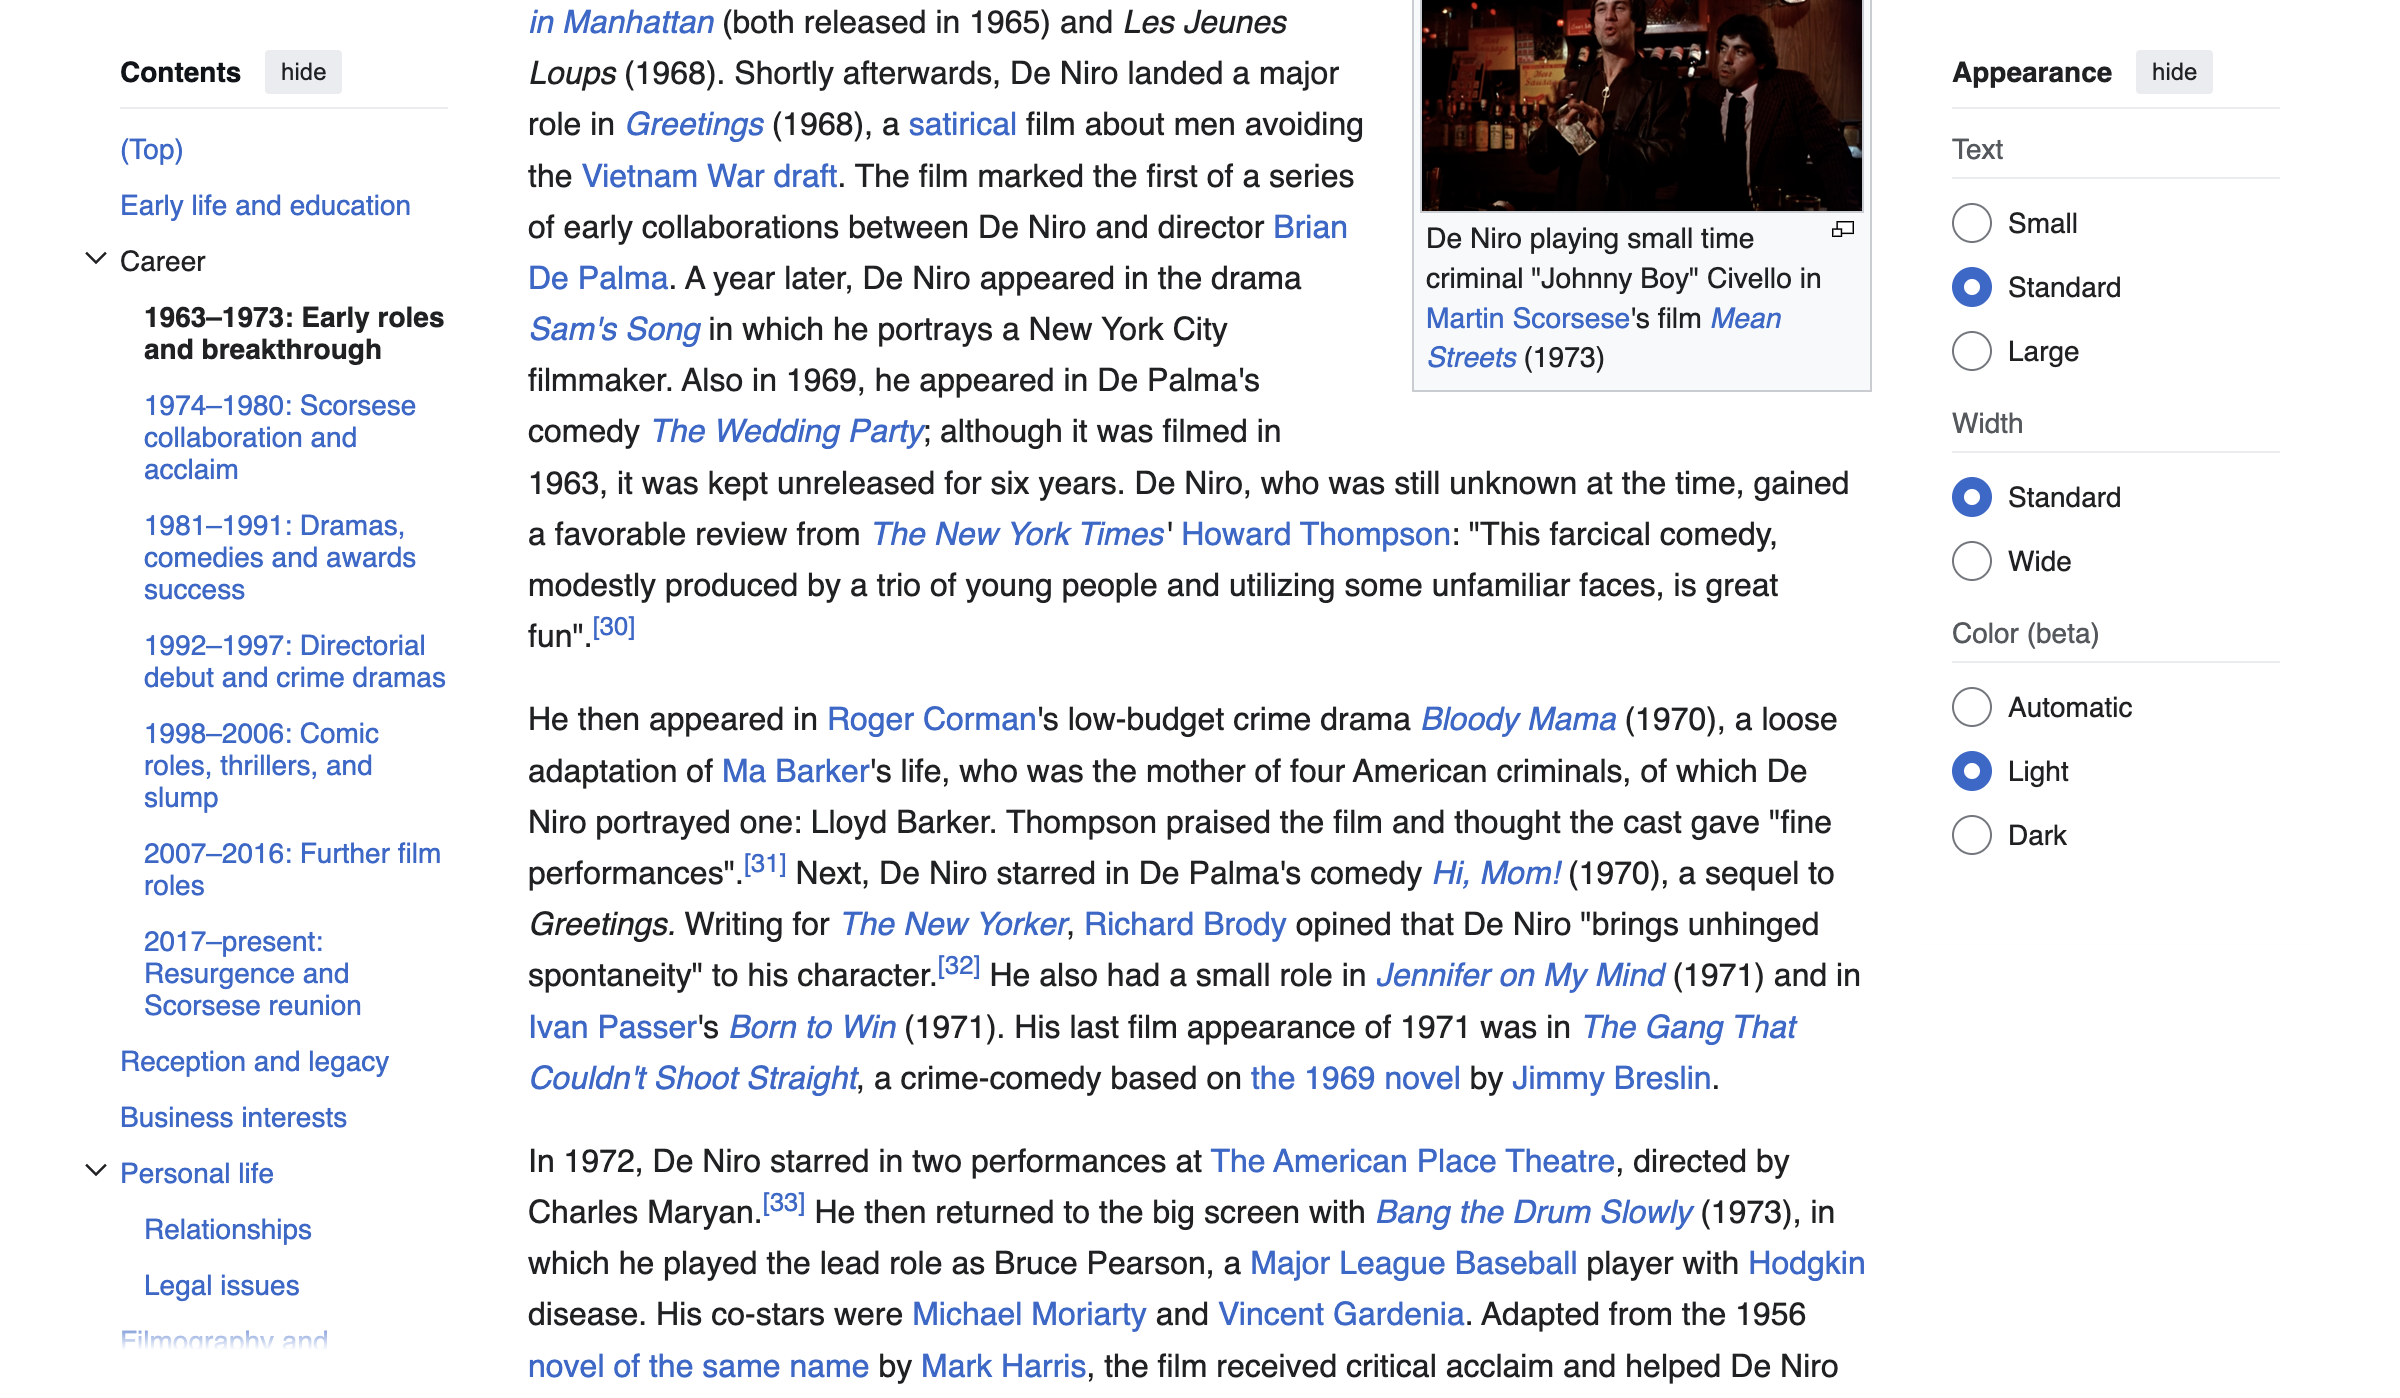 Contents hide
(Top)
Early life and education
Career
1963–1973: Early roles
and breakthrough
1974–1980: Scorsese
collaboration and
acclaim
1981–1991: Dramas,
comedies and awards
success
1992–1997: Directorial
debut and crime dramas
1998–2006: Comic
roles, thrillers, and
slump
2007–2016: Further film
roles
2017–present:
Resurgence and
Scorsese reunion
Reception and legacy
Business interests
Personal life
Relationships
Legal issues
Filmography and
in Manhattan (both released in 1965) and Les Jeunes
Loups (1968). Shortly afterwards, De Niro landed a major
role in Greetings (1968), a satirical film about men avoiding
the Vietnam War draft. The film marked the first of a series
of early collaborations between De Niro and director Brian
De Palma. A year later, De Niro appeared in the drama
Sam's Song in which he portrays a New York City
filmmaker. Also in 1969, he appeared in De Palma's
comedy The Wedding Party; although it was filmed in
1963, it was kept unreleased for six years. De Niro, who was still unknown at the time, gained
a favorable review from The New York Times' Howard Thompson: "This farcical comedy,
modestly produced by a trio of young people and utilizing some unfamiliar faces, is great
fun".[30]
He then appeared in Roger Corman's low-budget crime drama Bloody Mama (1970), a loose
adaptation of Ma Barker's life, who was the mother of four American criminals, of which De
Niro portrayed one: Lloyd Barker. Thompson praised the film and thought the cast gave "fine
performances".[31] Next, De Niro starred in De Palma's comedy Hi, Mom! (1970), a sequel to
Greetings. Writing for The New Yorker, Richard Brody opined that De Niro "brings unhinged
spontaneity" to his character.[32] He also had a small role in Jennifer on My Mind (1971) and in
Ivan Passer's Born to Win (1971). His last film appearance of 1971 was in The Gang That
Couldn't Shoot Straight, a crime-comedy based on the 1969 novel by Jimmy Breslin.
In 1972, De Niro starred in two performances at The American Place Theatre, directed by
Charles Maryan.[33] He then returned to the big screen with Bang the Drum Slowly (1973), in
which he played the lead role as Bruce Pearson, a Major League Baseball player with Hodgkin
disease. His co-stars were Michael Moriarty and Vincent Gardenia. Adapted from the 1956
novel of the same name by Mark Harris, the film received critical acclaim and helped De Niro
De Niro playing small time
criminal "Johnny Boy" Civello in
Martin Scorsese's film Mean
Streets (1973)
Appearance hide
Text
Small
Standard
Large
Width
Standard
Wide
Color (beta)
Automatic
Light
Dark